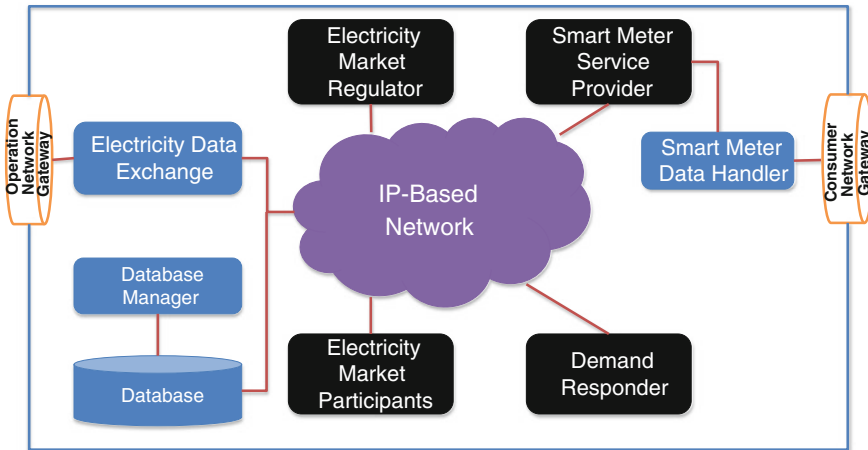 Operation
Network
Gateway
Electricity Data
Exchange
Database
Manager
Database
Electricity
Market
Regulator
IP-Based
Network
Electricity
Market
Participants
Smart Meter
Service
Provider
Demand
Responder
Smart Meter
Data Handler
Consumer
Network
Gateway